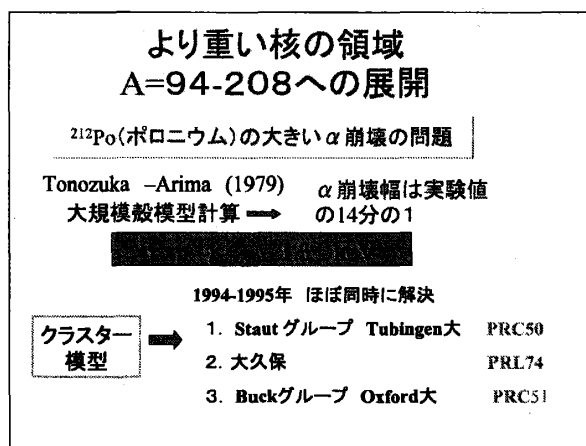 より重い核の領域
A=94-208への展開
²¹²Po(ポロニウム)の大きいα崩壊の問題
Tonozuka –Arima (1979) α崩壊幅は実験値
大規模殻模型計算 ➡ の14分の1
1994-1995年 ほぼ同時に解決
クラスター
模型
➡
1. Staut グループ Tubingen大 PRC50
2. 大久保 PRL74
3. Buckグループ Oxford大 PRC51